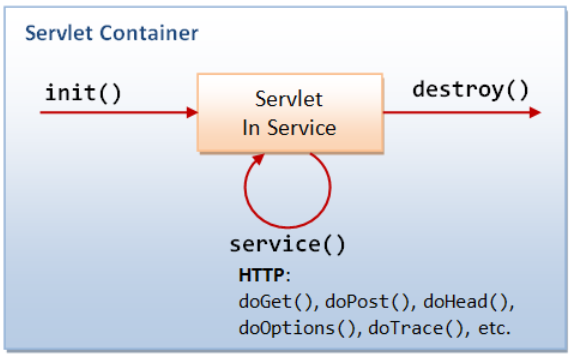 Servlet Container
init()
Servlet
In Service
destroy()
service()
HTTP:
doGet(), doPost(), doHead(),
doOptions(), doTrace(), etc.